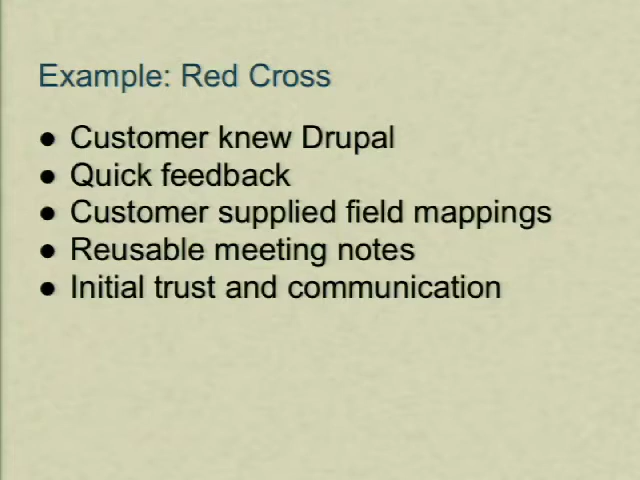 Example: Red Cross
● Customer knew Drupal
● Quick feedback
● Customer supplied field mappings
● Reusable meeting notes
● Initial trust and communication